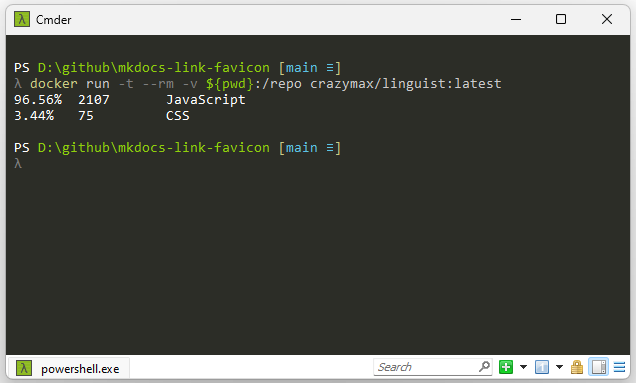 λ Cmder
PS D:\github\mkdocs-link-favicon [main ≡]
λ docker run -t --rm -v ${pwd}:/repo crazymax/linguist:latest
96.56% 2107 JavaScript
3.44% 75 CSS
PS D:\github\mkdocs-link-favicon [main ≡]
λ
λ powershell.exe Search 1